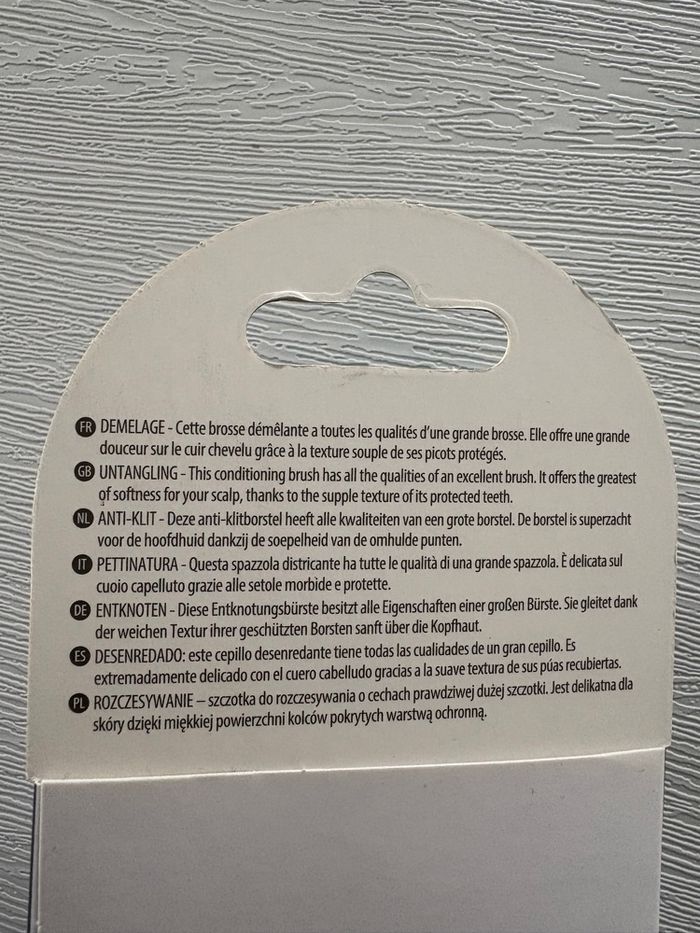 FR DEMELAGE - Cette brosse démêlante a toutes les qualités d'une grande brosse. Elle offre une grande
douceur sur le cuir chevelu grâce à la texture souple de ses picots protégés.
GB UNTANGLING - This conditioning brush has all the qualities of an excellent brush. It offers the greatest
of softness for your scalp, thanks to the supple texture of its protected teeth.
NL ANTI-KLIT - Deze anti-klitborstel heeft alle kwaliteiten van een grote borstel. De borstel is superzacht
voor de hoofdhuid dankzij de soepelheid van de omhulde punten.
IT PETTINATURA - Questa spazzola districante ha tutte le qualità di una grande spazzola. È delicata sul
cuoio capelluto grazie alle setole morbide e protette.
DE ENTKNOTEN - Diese Entknotungsbürste besitzt alle Eigenschaften einer großen Bürste. Sie gleitet dank
der weichen Textur ihrer geschützten Borsten sanft über die Kopfhaut.
ES DESENREDADO: este cepillo desenredante tiene todas las cualidades de un gran cepillo. Es
extremadamente delicado con el cuero cabelludo gracias a la suave textura de sus púas recubiertas.
PL ROZCZESYWANIE – szczotka do rozczesywania o cechach prawdziwej dużej szczotki. Jest delikatna dla
skóry dzięki miękkiej powierzchni kolców pokrytych warstwą ochronną.